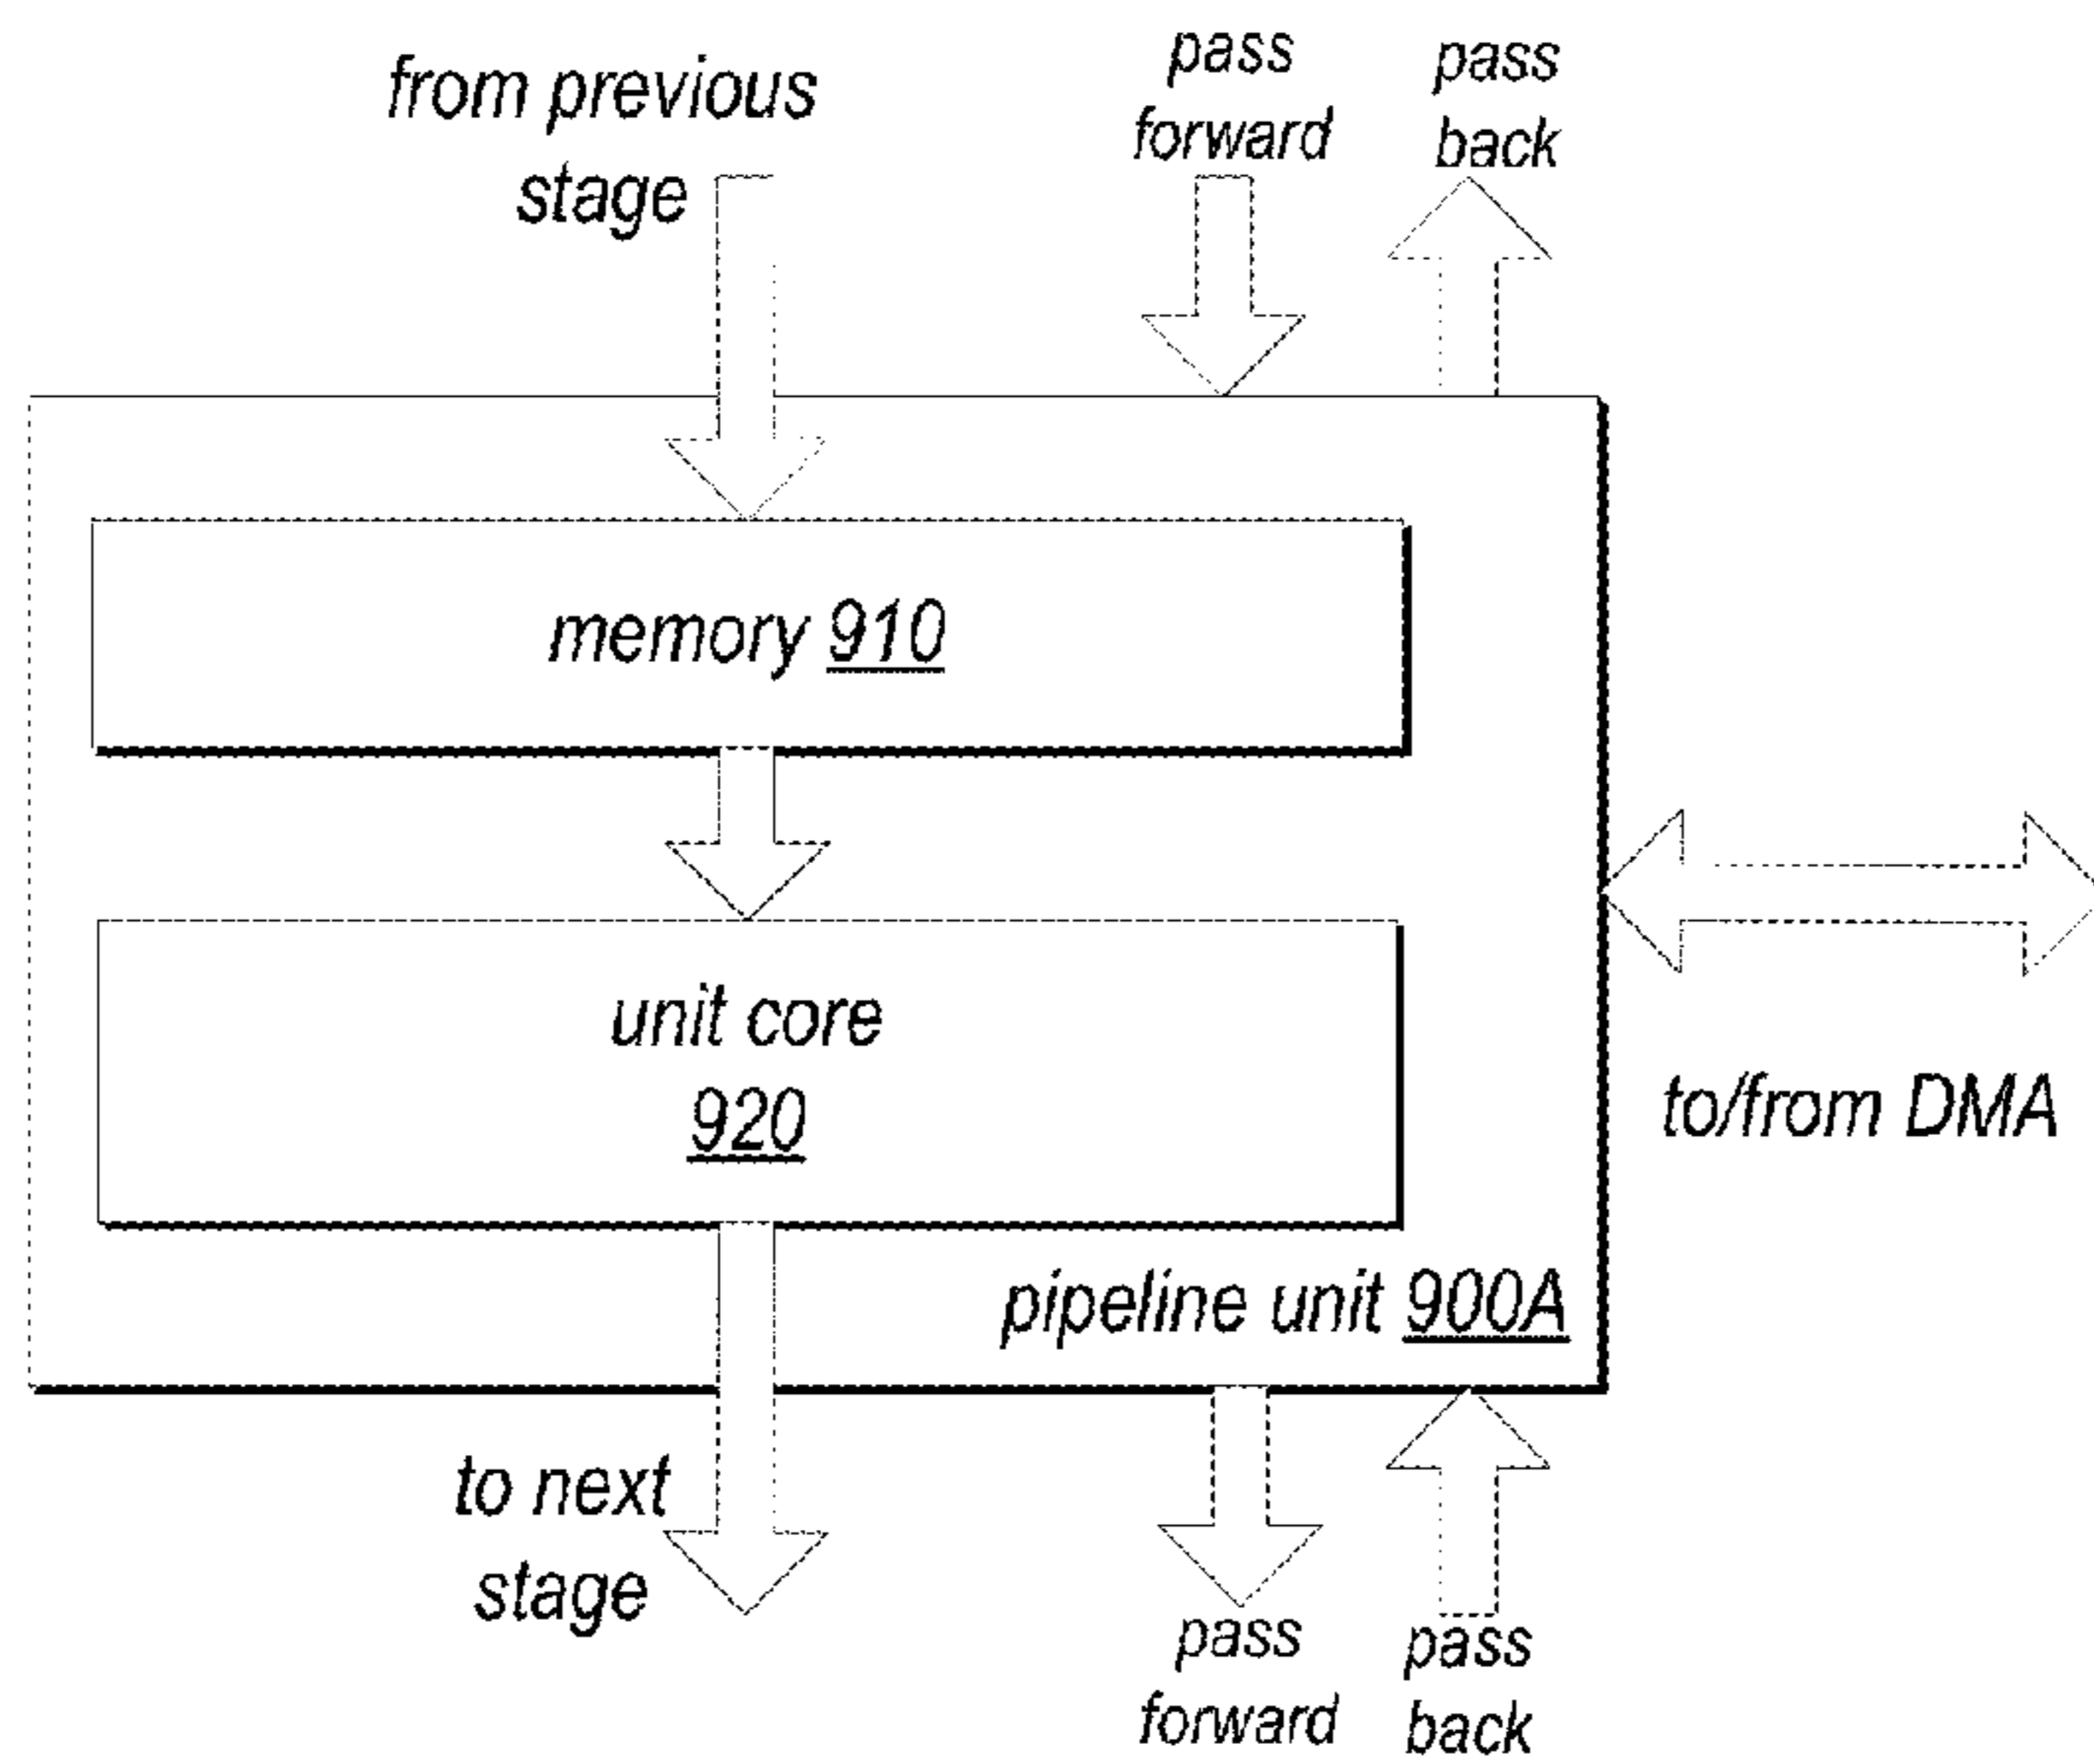 from previous
stage
pass
forward
pass
back
memory 910
unit core
920
to/from DMA
pipeline unit 900A
to next
stage
pass
forward
pass
back